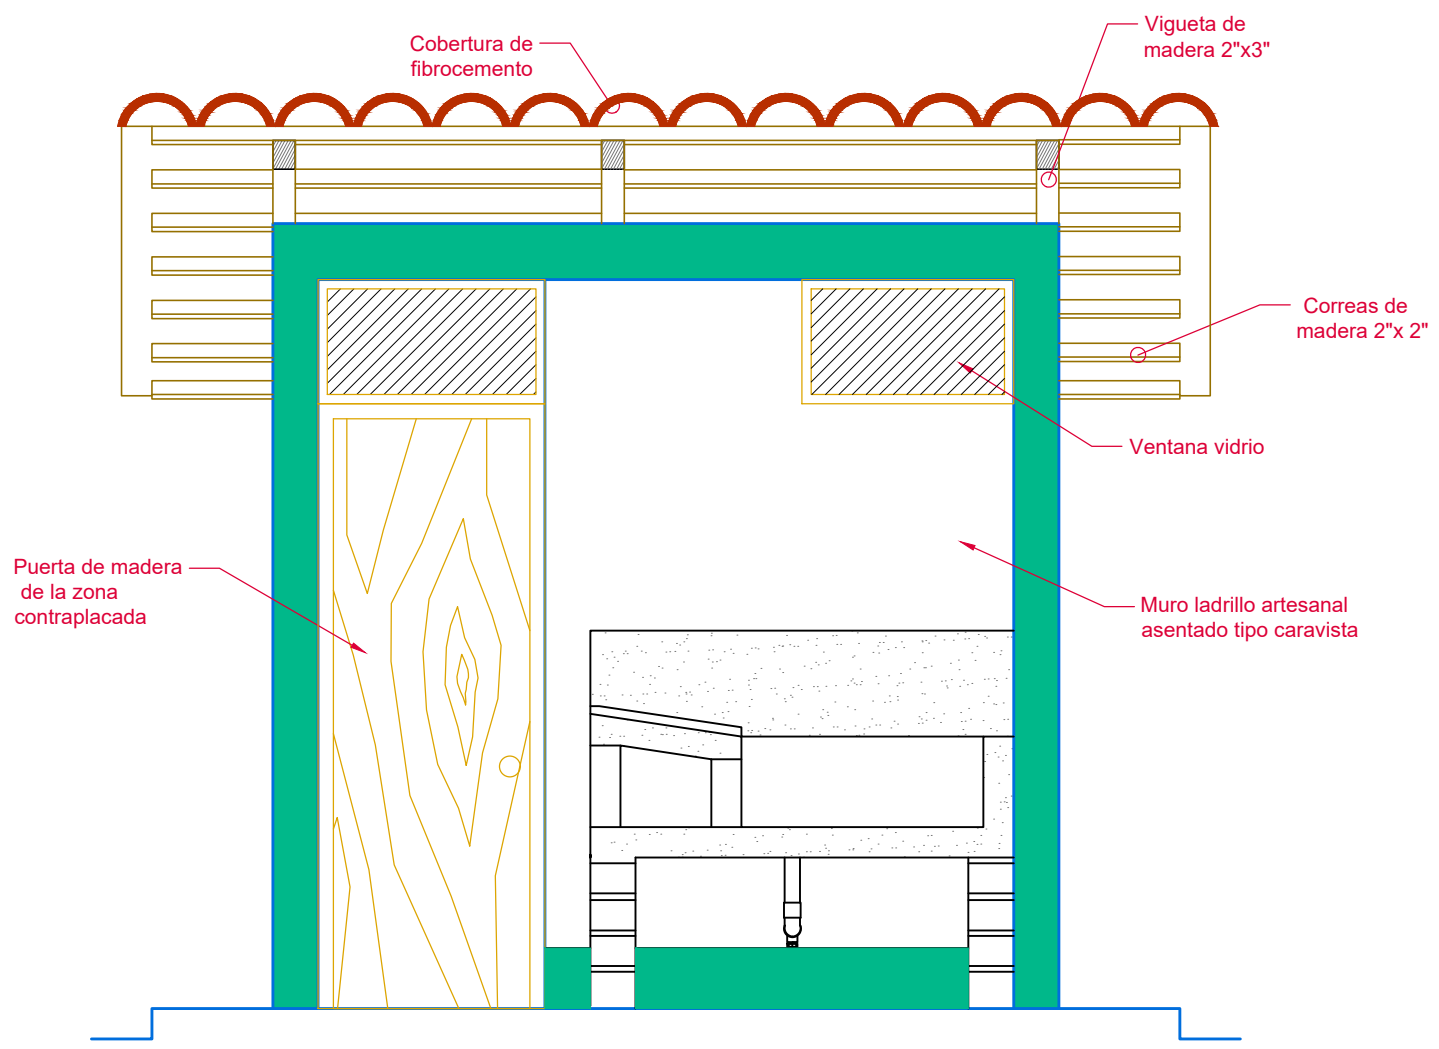 Cobertura de
fibrocemento
Vigueta de
madera 2"x3"
Correas de
madera 2"x 2"
Ventana vidrio
Puerta de madera
de la zona
contraplacada
Muro ladrillo artesanal
asentado tipo caravista